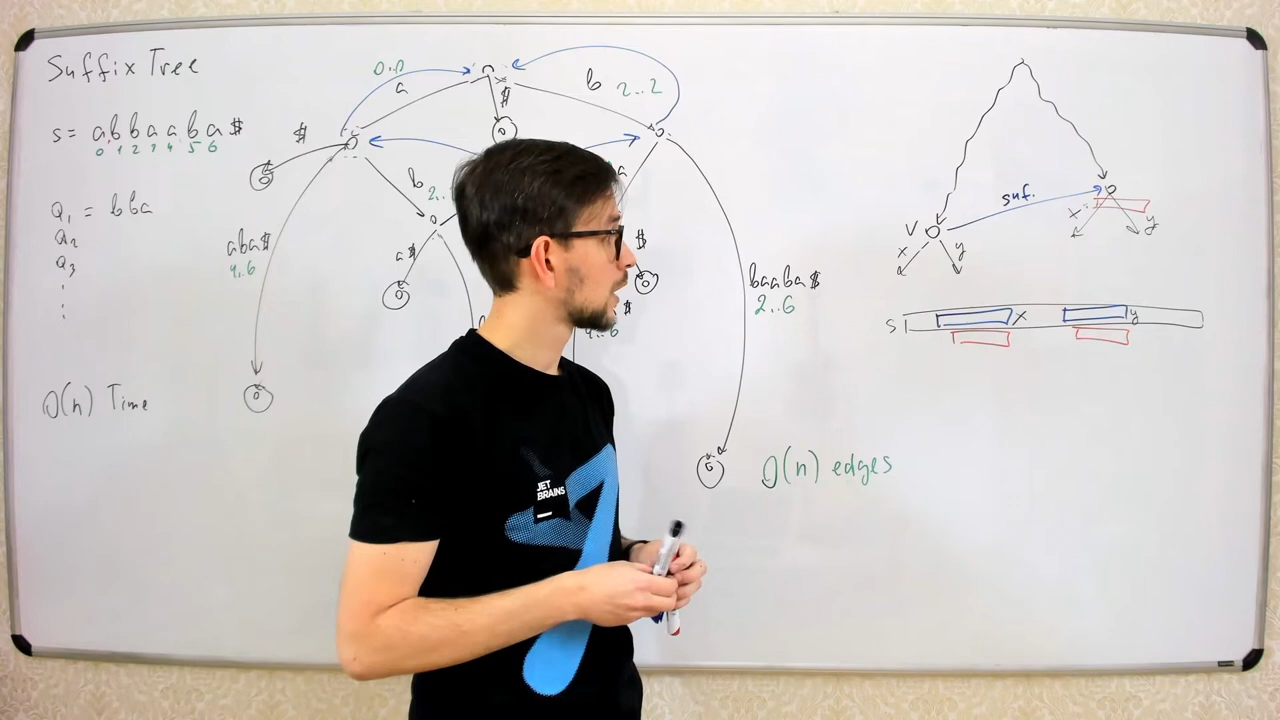 Suffix Tree
s = abbaaba$
0 1 2 3 4 5 6
Q₁ = bba
Q₂
Q₃
O(n) Time
0..0
a
$
b
2..2
$
b
2..
a
a$
aba$
4..6
$
$
baaba$
2..6
O(n) edges
suf.
v
x
y
x
y
s
x
y
JET
BRAINS